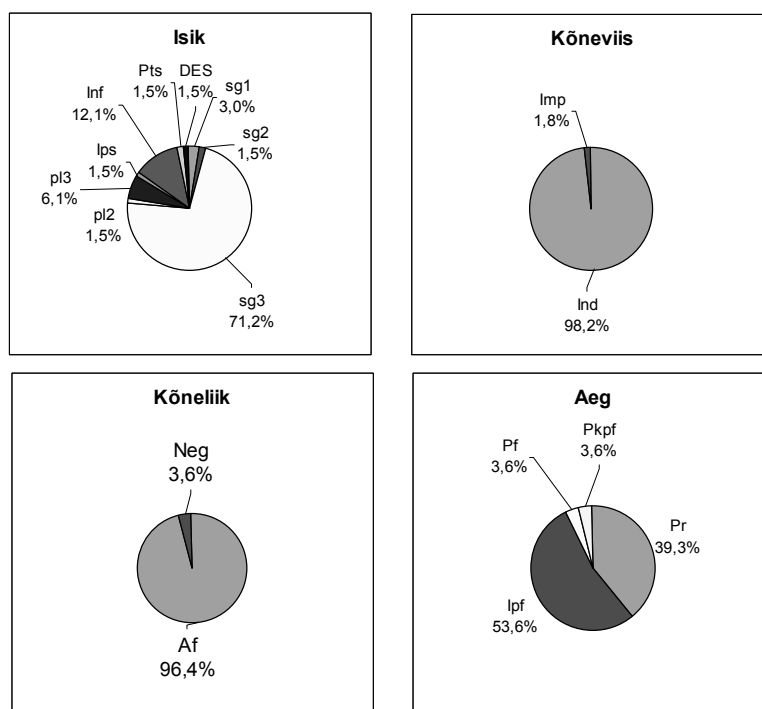 Isik
Pts
1,5%
DES
1,5%
sg1
3,0%
sg2
1,5%
Inf
12,1%
Ips
1,5%
pl3
6,1%
pl2
1,5%
sg3
71,2%
Kõneviis
Imp
1,8%
Ind
98,2%
Kõneliik
Neg
3,6%
Af
96,4%
Aeg
Pf
3,6%
Pkpf
3,6%
Pr
39,3%
Ipf
53,6%